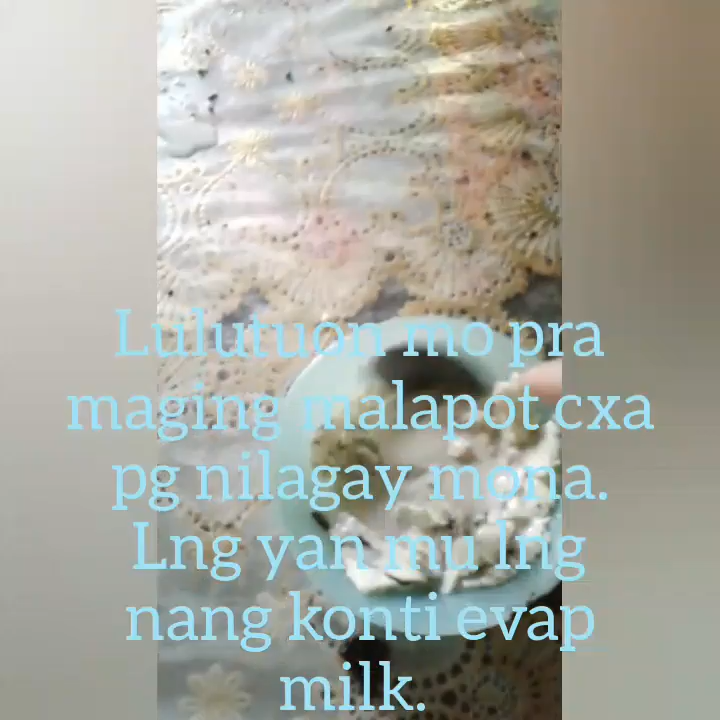 Lulutuon mo pra
maging malapot cxa
pg nilagay mona.
Lng yan mu lng
nang konti evap
milk.